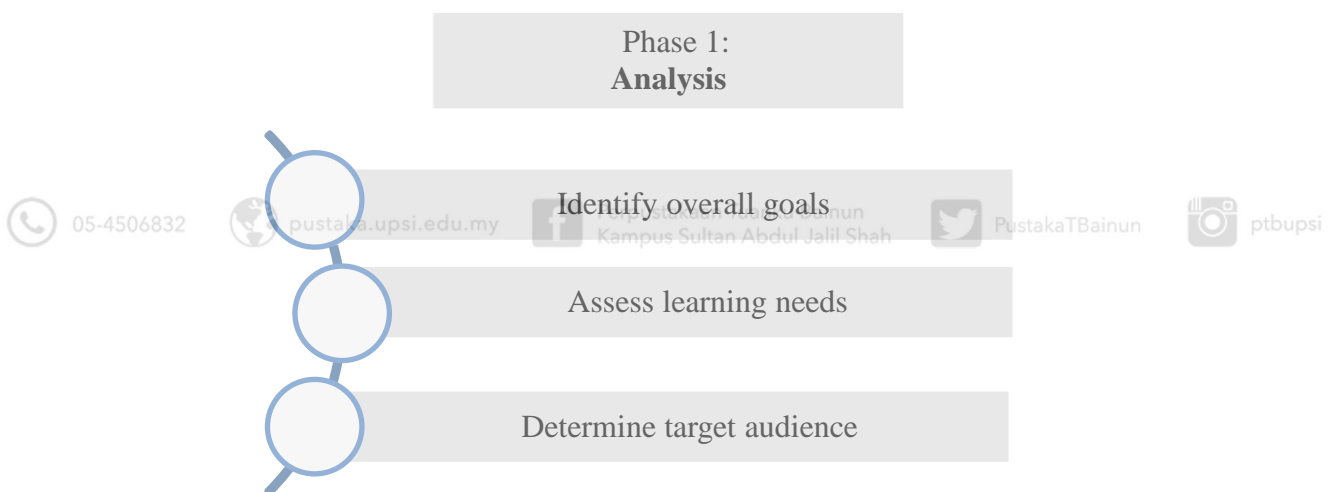 Phase 1:
Analysis
Identify overall goals
05-4506832 pustaka.upsi.edu.my Kampus Sultan Abdul Jalil Shah PustakaTBainun ptbupsi
Assess learning needs
Determine target audience